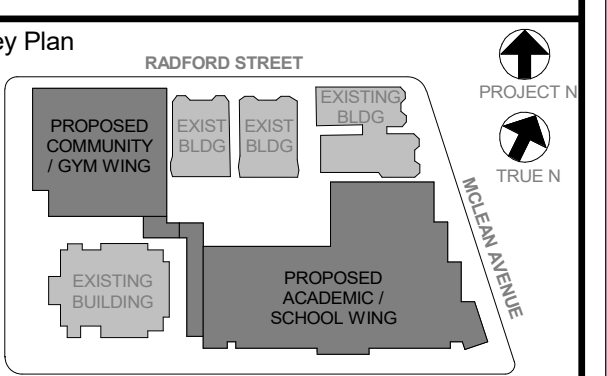 ey Plan
RADFORD STREET
PROJECT N
TRUE N
PROPOSED
COMMUNITY
/ GYM WING
EXIST
BLDG
EXIST
BLDG
EXISTING
BLDG
MCLEAN AVENUE
EXISTING
BUILDING
PROPOSED
ACADEMIC /
SCHOOL WING